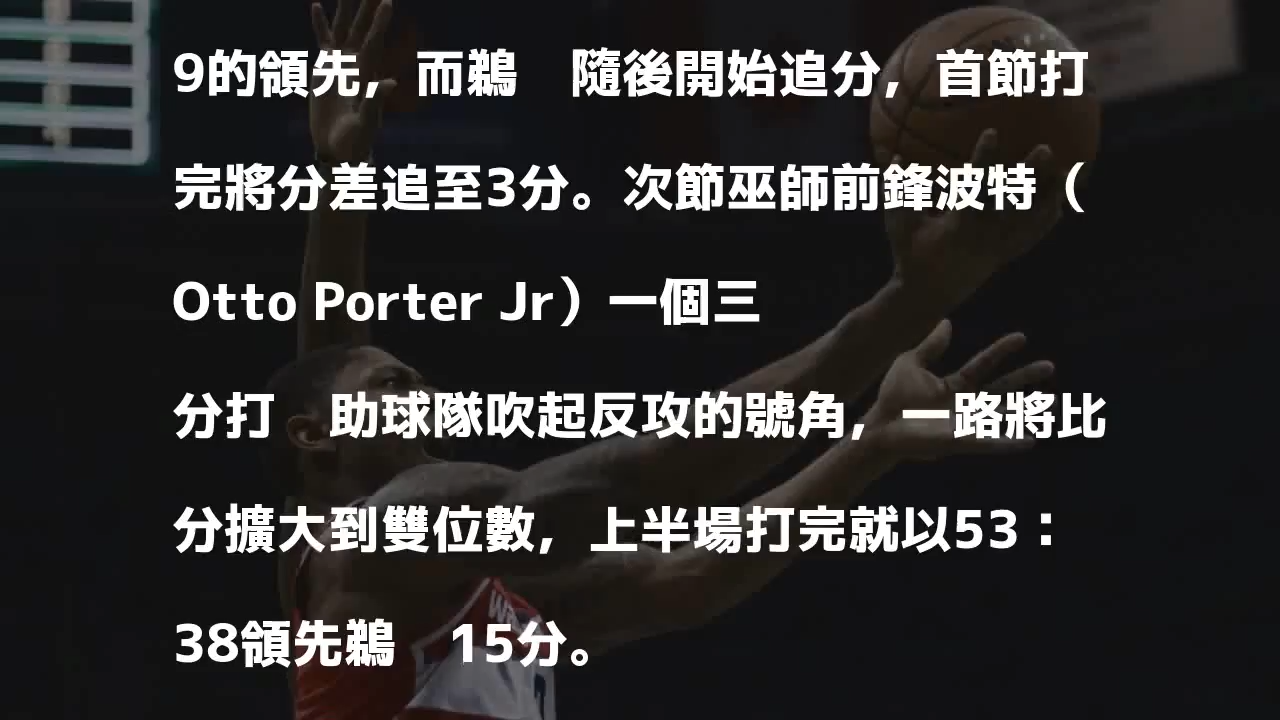 9的領先，而鵜　隨後開始追分，首節打
完將分差追至3分。次節巫師前鋒波特（
Otto Porter Jr）一個三
分打　助球隊吹起反攻的號角，一路將比
分擴大到雙位數，上半場打完就以53：
38領先鵜　15分。